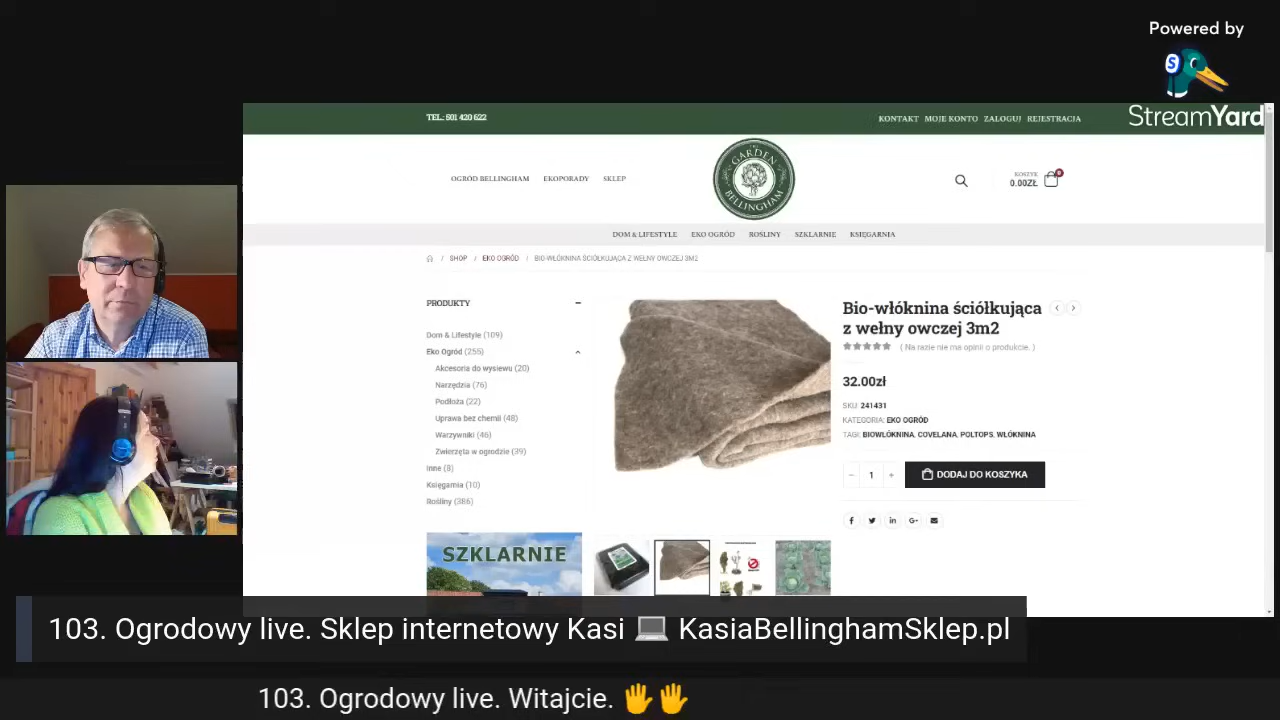 Powered by
StreamYard
TEL.: 501 420 622
KONTAKT MOJE KONTO ZALOGUJ REJESTRACJA
OGRÓD BELLINGHAM EKOPORADY SKLEP
GARDEN
BELLINGHAM
KOSZYK
0.00ZŁ
0
DOM & LIFESTYLE EKO OGRÓD ROŚLINY SZKLARNIE KSIĘGARNIA
/ SHOP / EKO OGRÓD / BIO-WŁÓKNINA ŚCIÓŁKUJĄCA Z WEŁNY OWCZEJ 3M2
PRODUKTY
Dom & Lifestyle (109)
Eko Ogród (255)
Akcesoria do wysiewu (20)
Narzędzia (76)
Podłoża (22)
Uprawa bez chemii (48)
Warzywniki (46)
Zwierzęta w ogrodzie (39)
Inne (8)
Księgarnia (10)
Rośliny (386)
SZKLARNIE
Bio-włóknina ściółkująca
z wełny owczej 3m2
( Na razie nie ma opinii o produkcie. )
32.00zł
SKU: 241431
KATEGORIA: EKO OGRÓD
TAGI: BIOWŁÓKNINA, COVELANA, POLTOPS, WŁÓKNINA
- 1 + DODAJ DO KOSZYKA
103. Ogrodowy live. Sklep internetowy Kasi 💻 KasiaBellinghamSklep.pl
103. Ogrodowy live. Witajcie. 🖐🖐